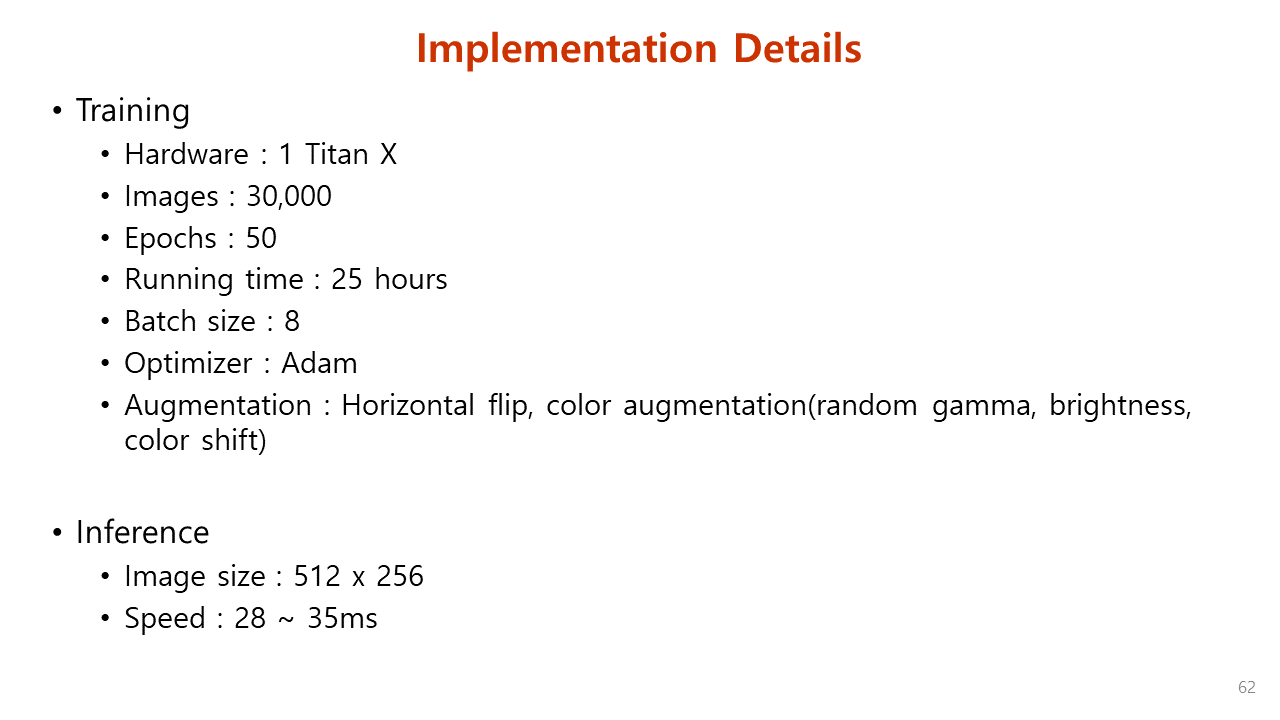 Implementation Details
• Training
• Hardware : 1 Titan X
• Images : 30,000
• Epochs : 50
• Running time : 25 hours
• Batch size : 8
• Optimizer : Adam
• Augmentation : Horizontal flip, color augmentation(random gamma, brightness,
color shift)
• Inference
• Image size : 512 x 256
• Speed : 28 ~ 35ms
62